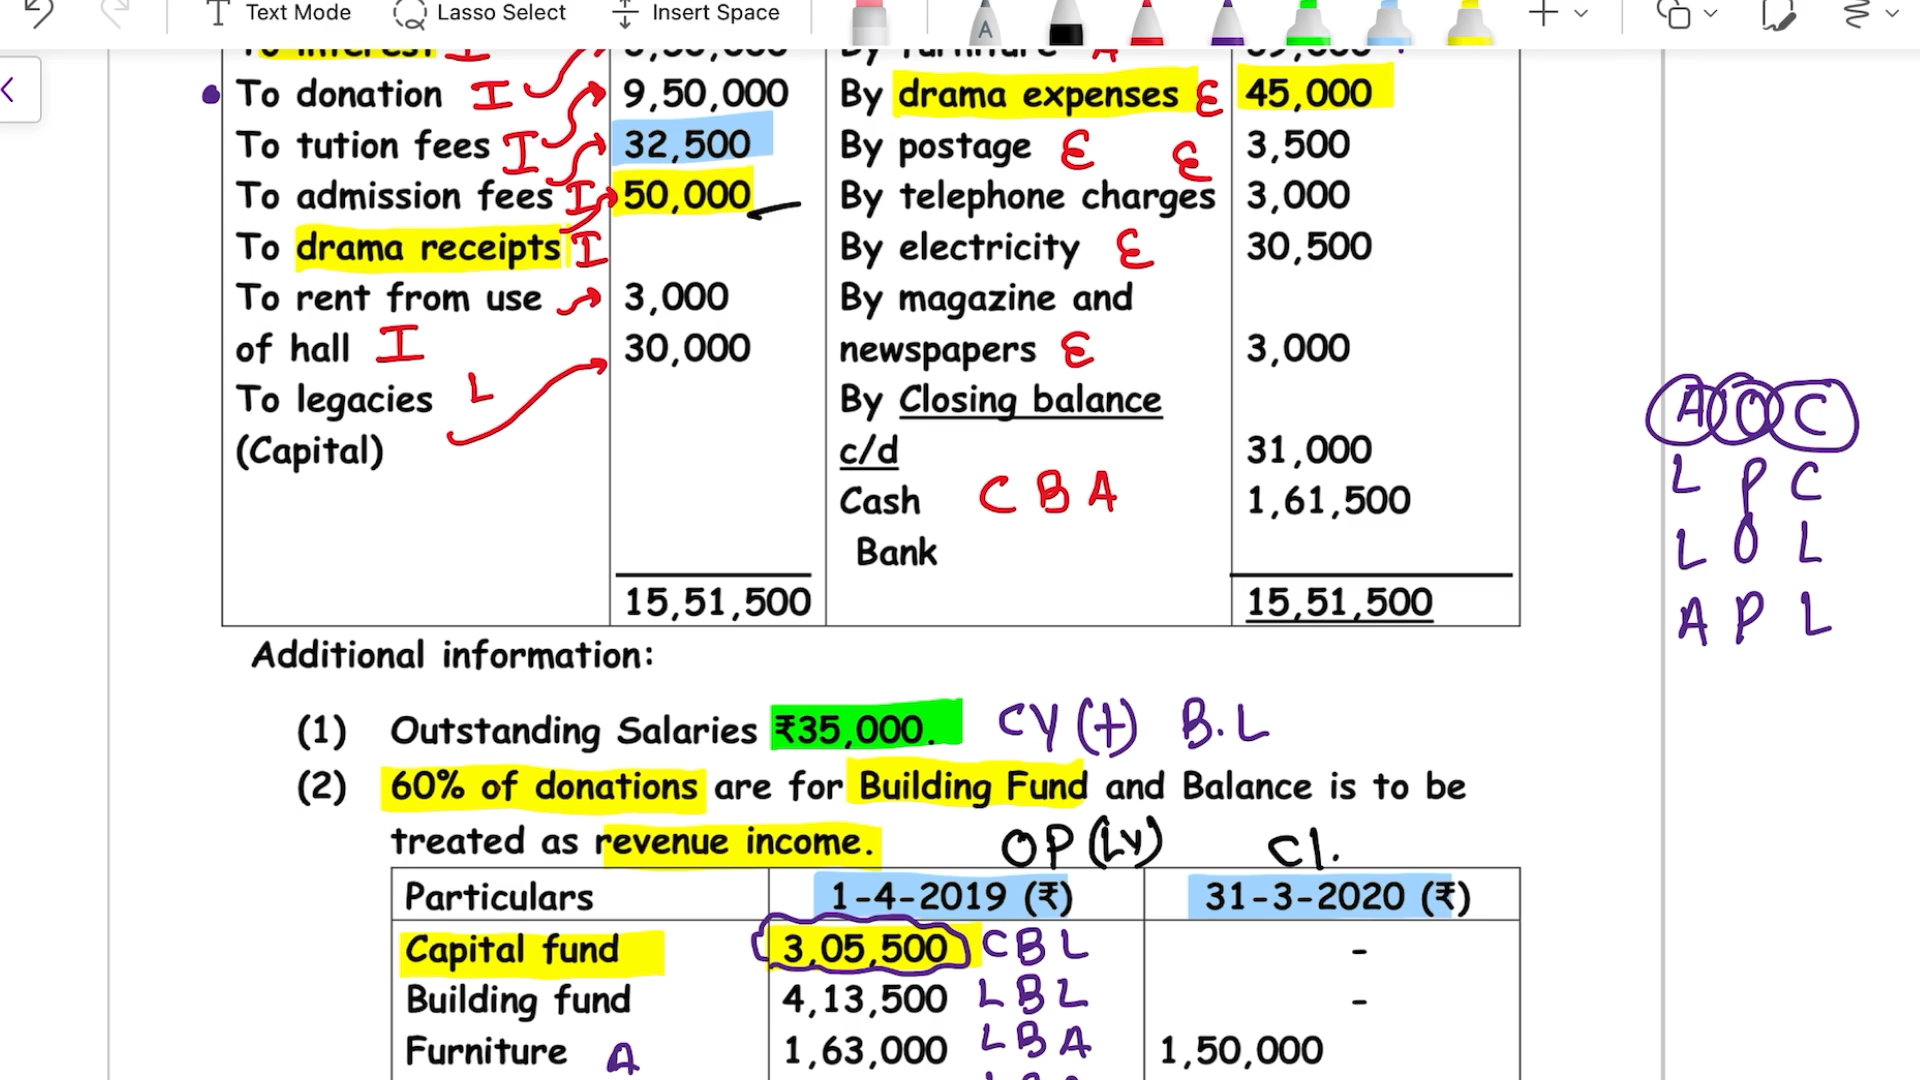 Text Mode Lasso Select Insert Space A
To interest I By furniture A
To donation I 9,50,000 By drama expenses E 45,000
To tution fees I 32,500 By postage E 3,500
To admission fees I 50,000 By telephone charges E 3,000
To drama receipts I By electricity E 30,500
To rent from use 3,000 By magazine and
of hall I 30,000 newspapers E 3,000
To legacies L By Closing balance
(Capital) c/d 31,000
Cash C B A 1,61,500
Bank
15,51,500 15,51,500
A O C
L P C
L O L
A P L
Additional information:
(1) Outstanding Salaries ₹35,000. CY (+) B.L
(2) 60% of donations are for Building Fund and Balance is to be
treated as revenue income. OP (LY) Cl.
Particulars 1-4-2019 (₹) 31-3-2020 (₹)
Capital fund 3,05,500 C B L -
Building fund 4,13,500 L B L -
Furniture A 1,63,000 L B A 1,50,000